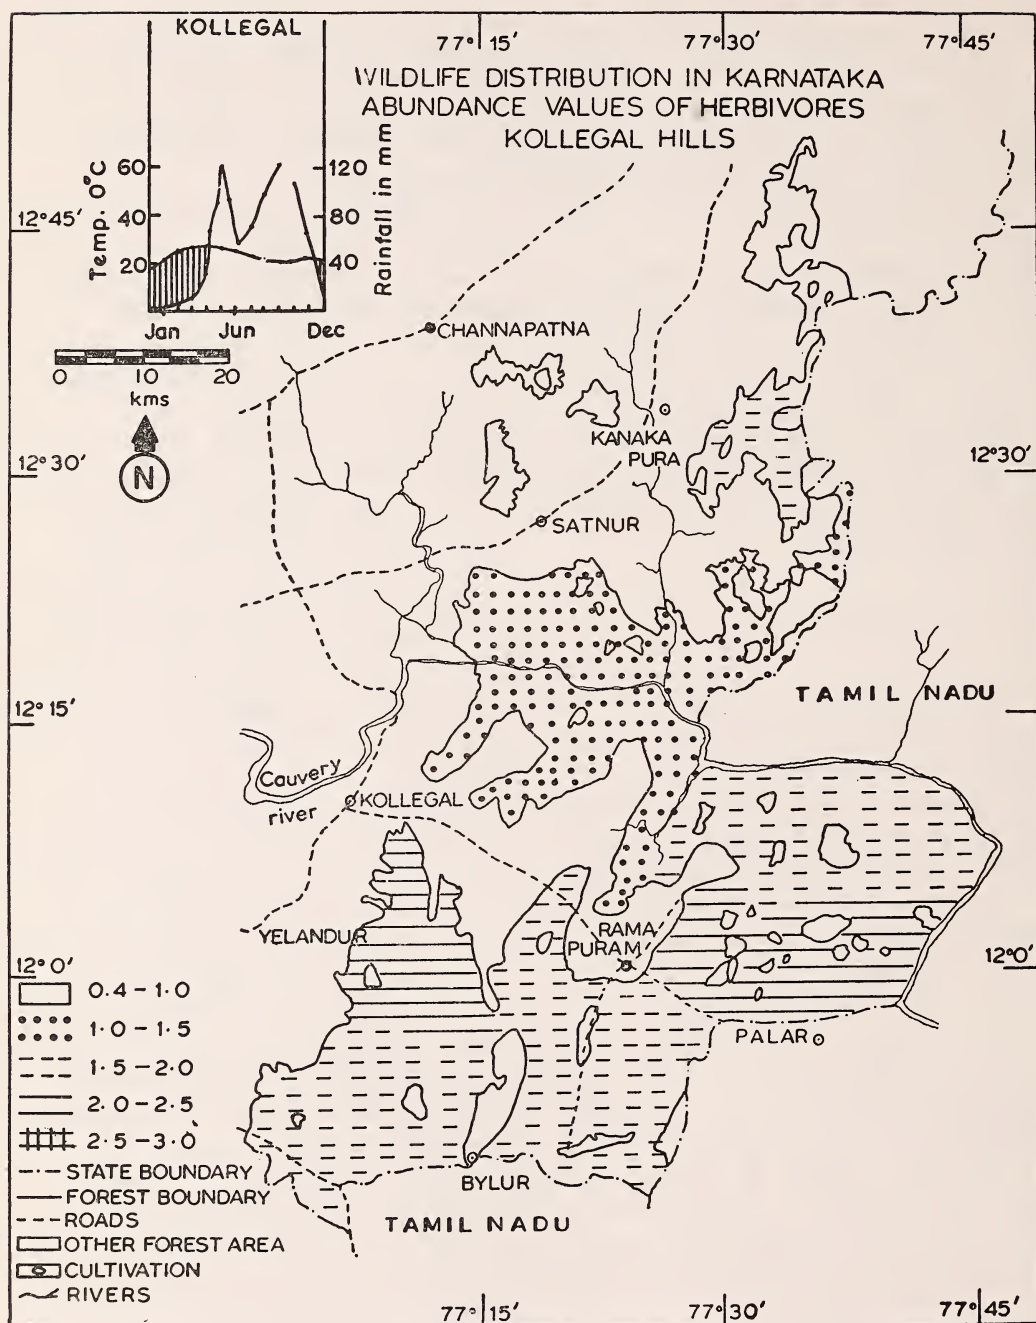 KOLLEGAL
77°15′ 77°30′ 77°45′
WILDLIFE DISTRIBUTION IN KARNATAKA
ABUNDANCE VALUES OF HERBIVORES
KOLLEGAL HILLS
Temp. 0°C
60
40
20
Rainfall in mm
120
80
40
Jan Jun Dec
12°45′
0 10 20
kms
N
CHANNAPATNA
KANAKA
PURA
12°30′ 12°30′
SATNUR
TAMIL NADU
12°15′
Cauvery
river
KOLLEGAL
YELANDUR
RAMA
PURAM
12°0′ 12°0′
PALAR
BYLUR
TAMIL NADU
0.4-1.0
1.0-1.5
1.5-2.0
2.0-2.5
2.5-3.0
STATE BOUNDARY
FOREST BOUNDARY
ROADS
OTHER FOREST AREA
CULTIVATION
RIVERS
77°15′ 77°30′ 77°45′